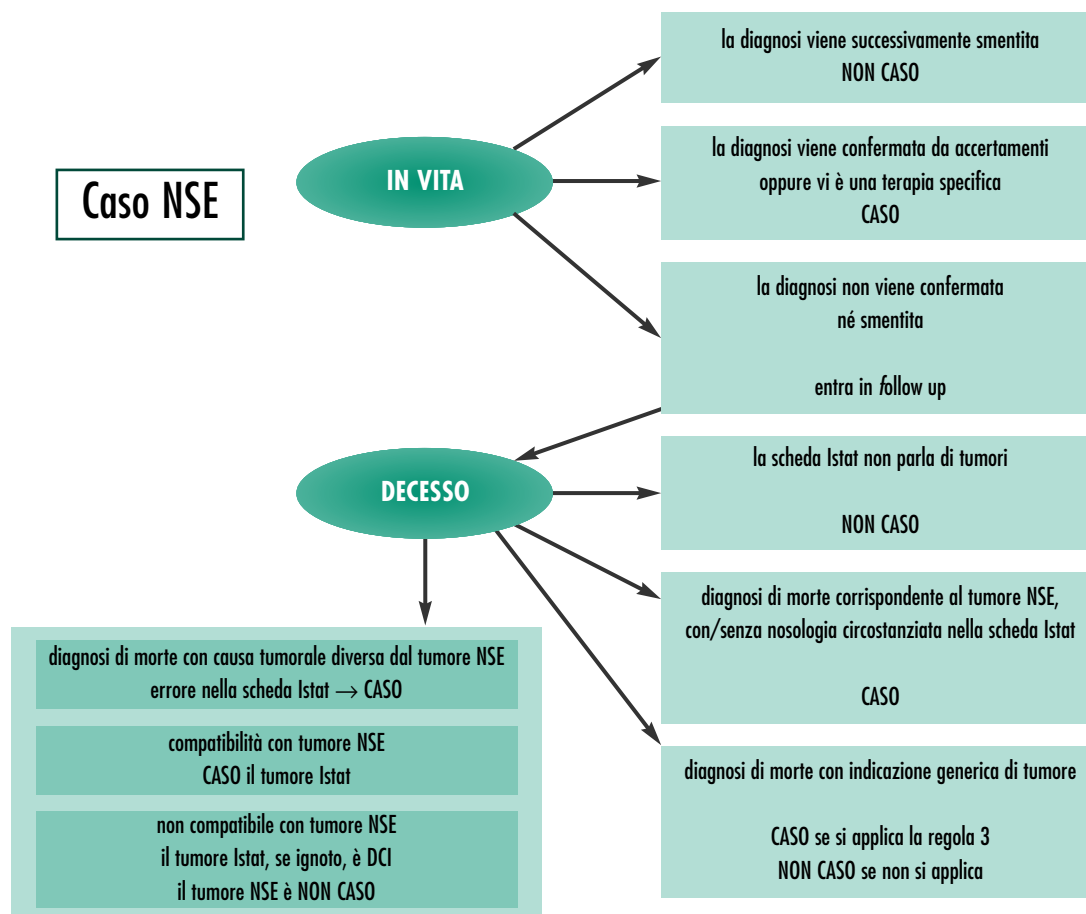 Caso NSE
IN VITA
la diagnosi viene successivamente smentita
NON CASO
la diagnosi viene confermata da accertamenti
oppure vi è una terapia specifica
CASO
la diagnosi non viene confermata
né smentita
entra in follow up
DECESSO
la scheda Istat non parla di tumori
NON CASO
diagnosi di morte corrispondente al tumore NSE,
con/senza nosologia circostanziata nella scheda Istat
CASO
diagnosi di morte con indicazione generica di tumore
CASO se si applica la regola 3
NON CASO se non si applica
diagnosi di morte con causa tumorale diversa dal tumore NSE
errore nella scheda Istat → CASO
compatibilità con tumore NSE
CASO il tumore Istat
non compatibile con tumore NSE
il tumore Istat, se ignoto, è DCI
il tumore NSE è NON CASO